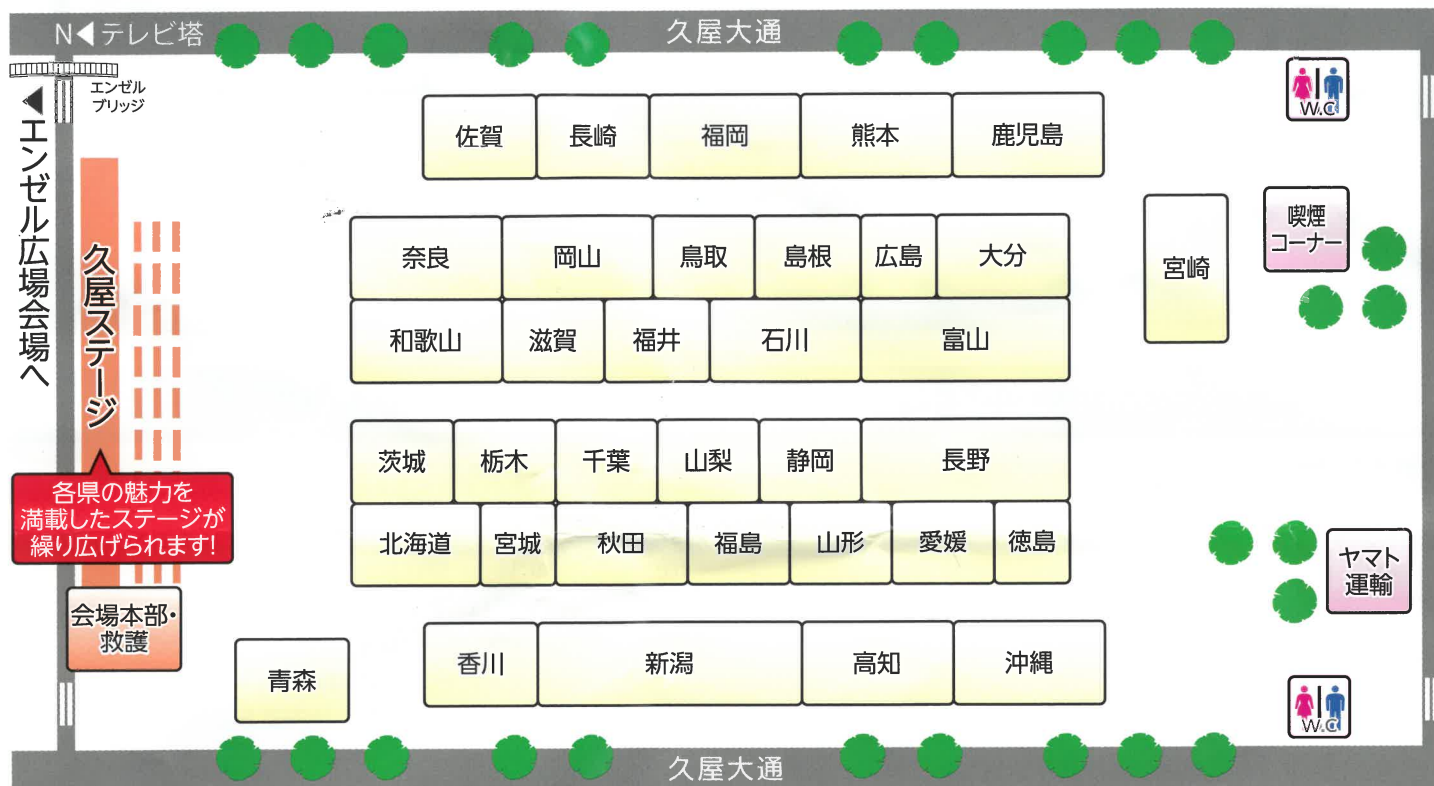 N◀テレビ塔
久屋大通
エンゼル
ブリッジ
◀エンゼル広場会場へ
久屋ステージ
各県の魅力を
満載したステージが
繰り広げられます!
会場本部・
救護
佐賀
長崎
福岡
熊本
鹿児島
奈良
岡山
鳥取
島根
広島
大分
和歌山
滋賀
福井
石川
富山
宮崎
茨城
栃木
千葉
山梨
静岡
長野
北海道
宮城
秋田
福島
山形
愛媛
徳島
青森
香川
新潟
高知
沖縄
W.C
喫煙
コーナー
ヤマト
運輸
W.C
久屋大通